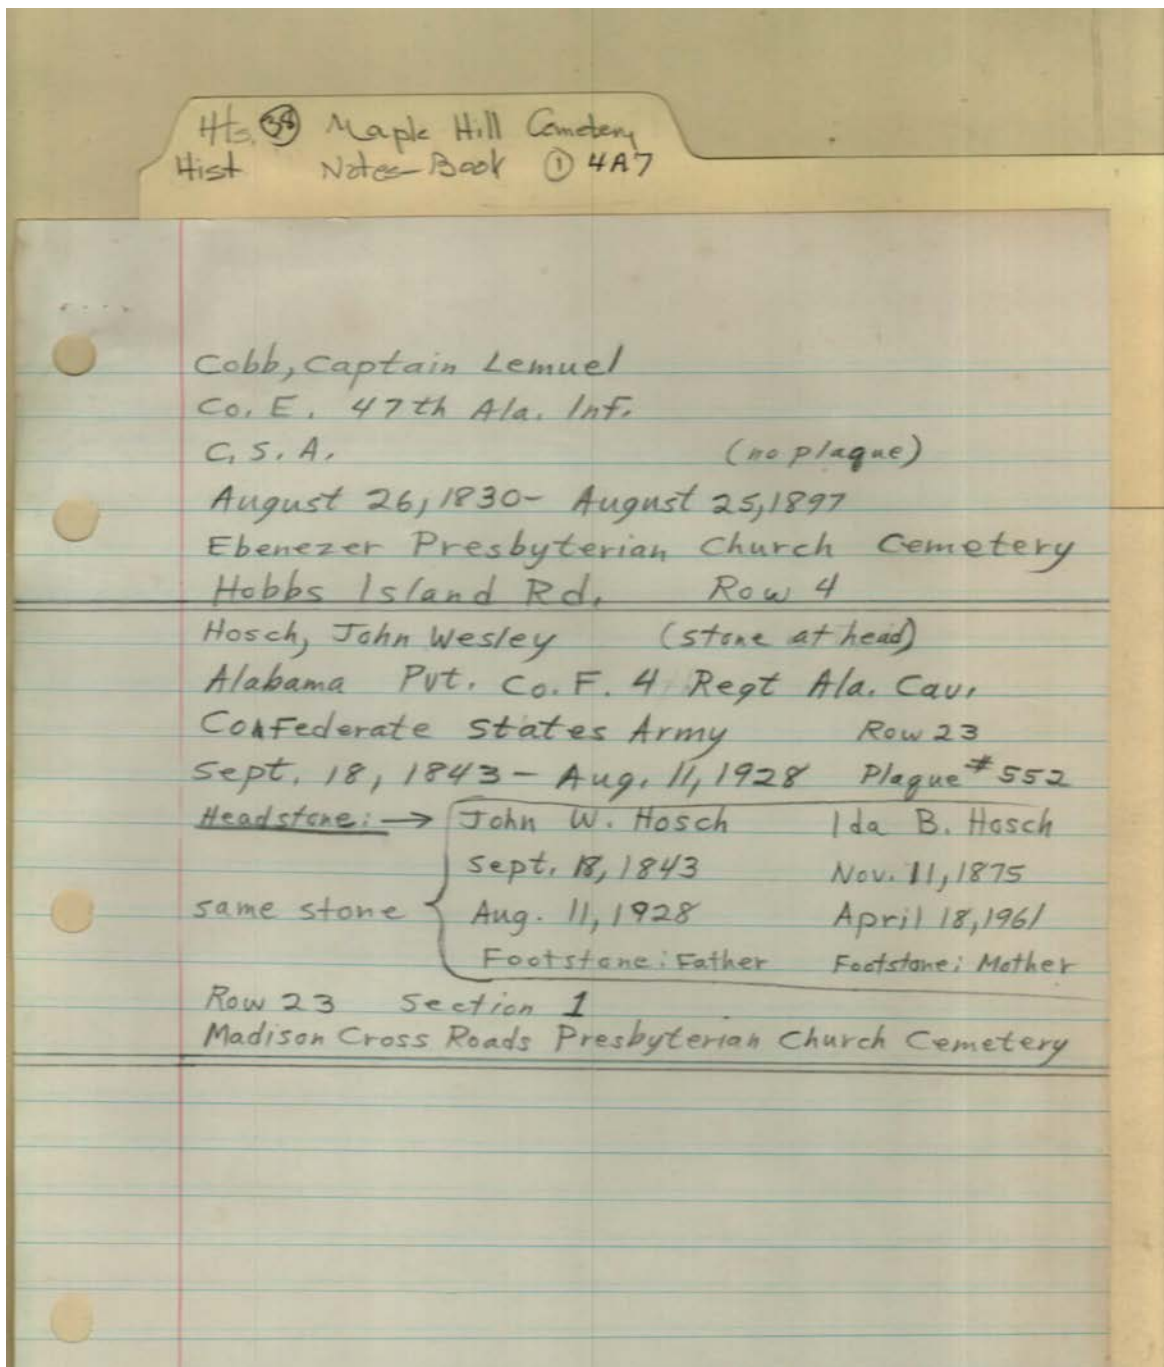 Hts. 38 Maple Hill Cemetery
Hist Notes-Book 1 4A7
Cobb, Captain Lemuel
Co. E. 47th Ala. Inf.
C. S. A. (no plaque)
August 26, 1830- August 25, 1897
Ebenezer Presbyterian Church Cemetery
Hobbs Island Rd. Row 4
Hosch, John Wesley (stone at head)
Alabama Pvt. Co. F. 4 Regt Ala. Cav.
Confederate States Army Row 23
Sept. 18, 1843 - Aug. 11, 1928 Plaque # 552
Headstone: → John W. Hosch Ida B. Hosch
Sept. 18, 1843 Nov. 11, 1875
same stone { Aug. 11, 1928 April 18, 1961
Footstone: Father Footstone: Mother
Row 23 Section 1
Madison Cross Roads Presbyterian Church Cemetery